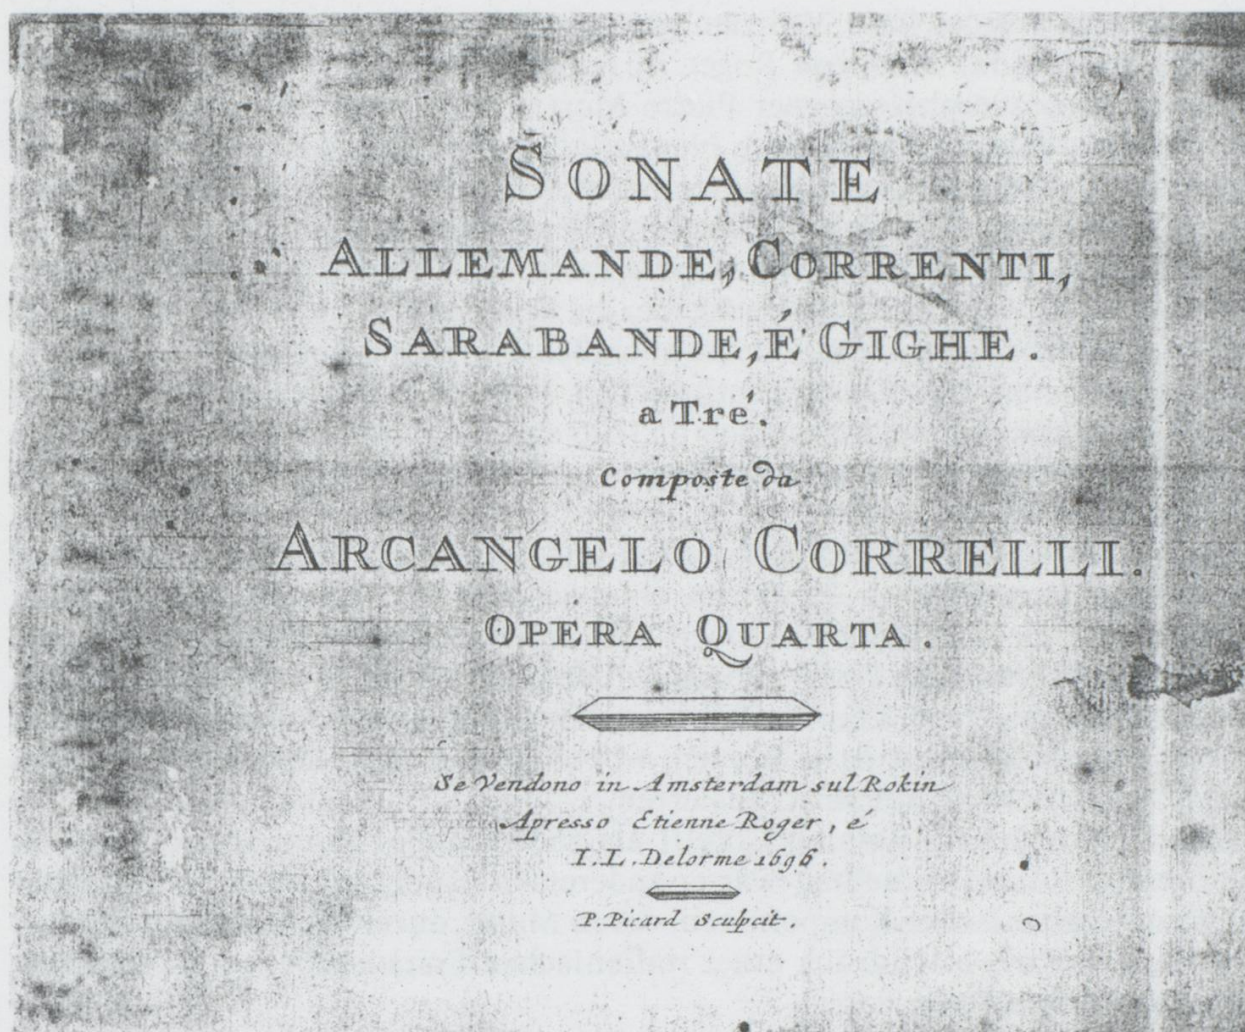 SONATE
ALLEMANDE, CORRENTI,
SARABANDE, É GIGHE.
a Tré.
Composte da
ARCANGELO CORRELLI.
OPERA QUARTA.
Se Vendono in Amsterdam sul Rokin
Apresso Etienne Roger, é
I. L. Delorme 1696.
P. Picard Sculpcit.